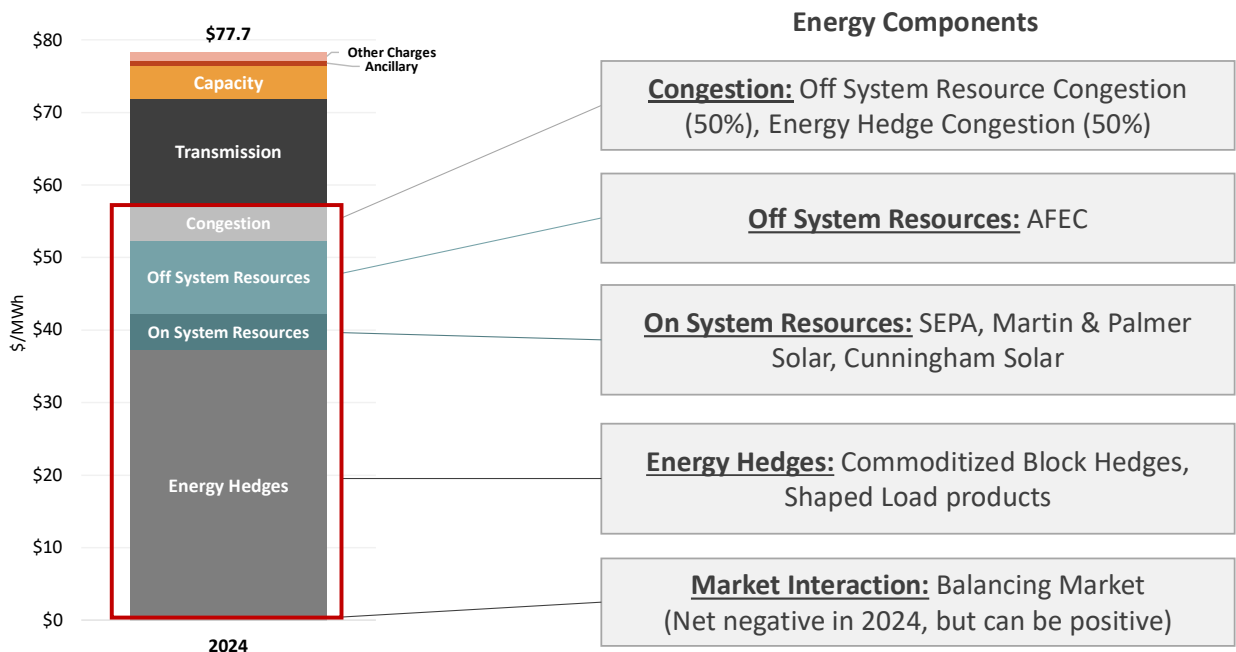 Energy Components
$77.7
$80
$70
$60
$50
$40
$30
$20
$10
$0
$/MWh
2024
Other Charges
Ancillary
Capacity
Transmission
Congestion
Off System Resources
On System Resources
Energy Hedges
Congestion: Off System Resource Congestion
(50%), Energy Hedge Congestion (50%)
Off System Resources: AFEC
On System Resources: SEPA, Martin & Palmer
Solar, Cunningham Solar
Energy Hedges: Commoditized Block Hedges,
Shaped Load products
Market Interaction: Balancing Market
(Net negative in 2024, but can be positive)